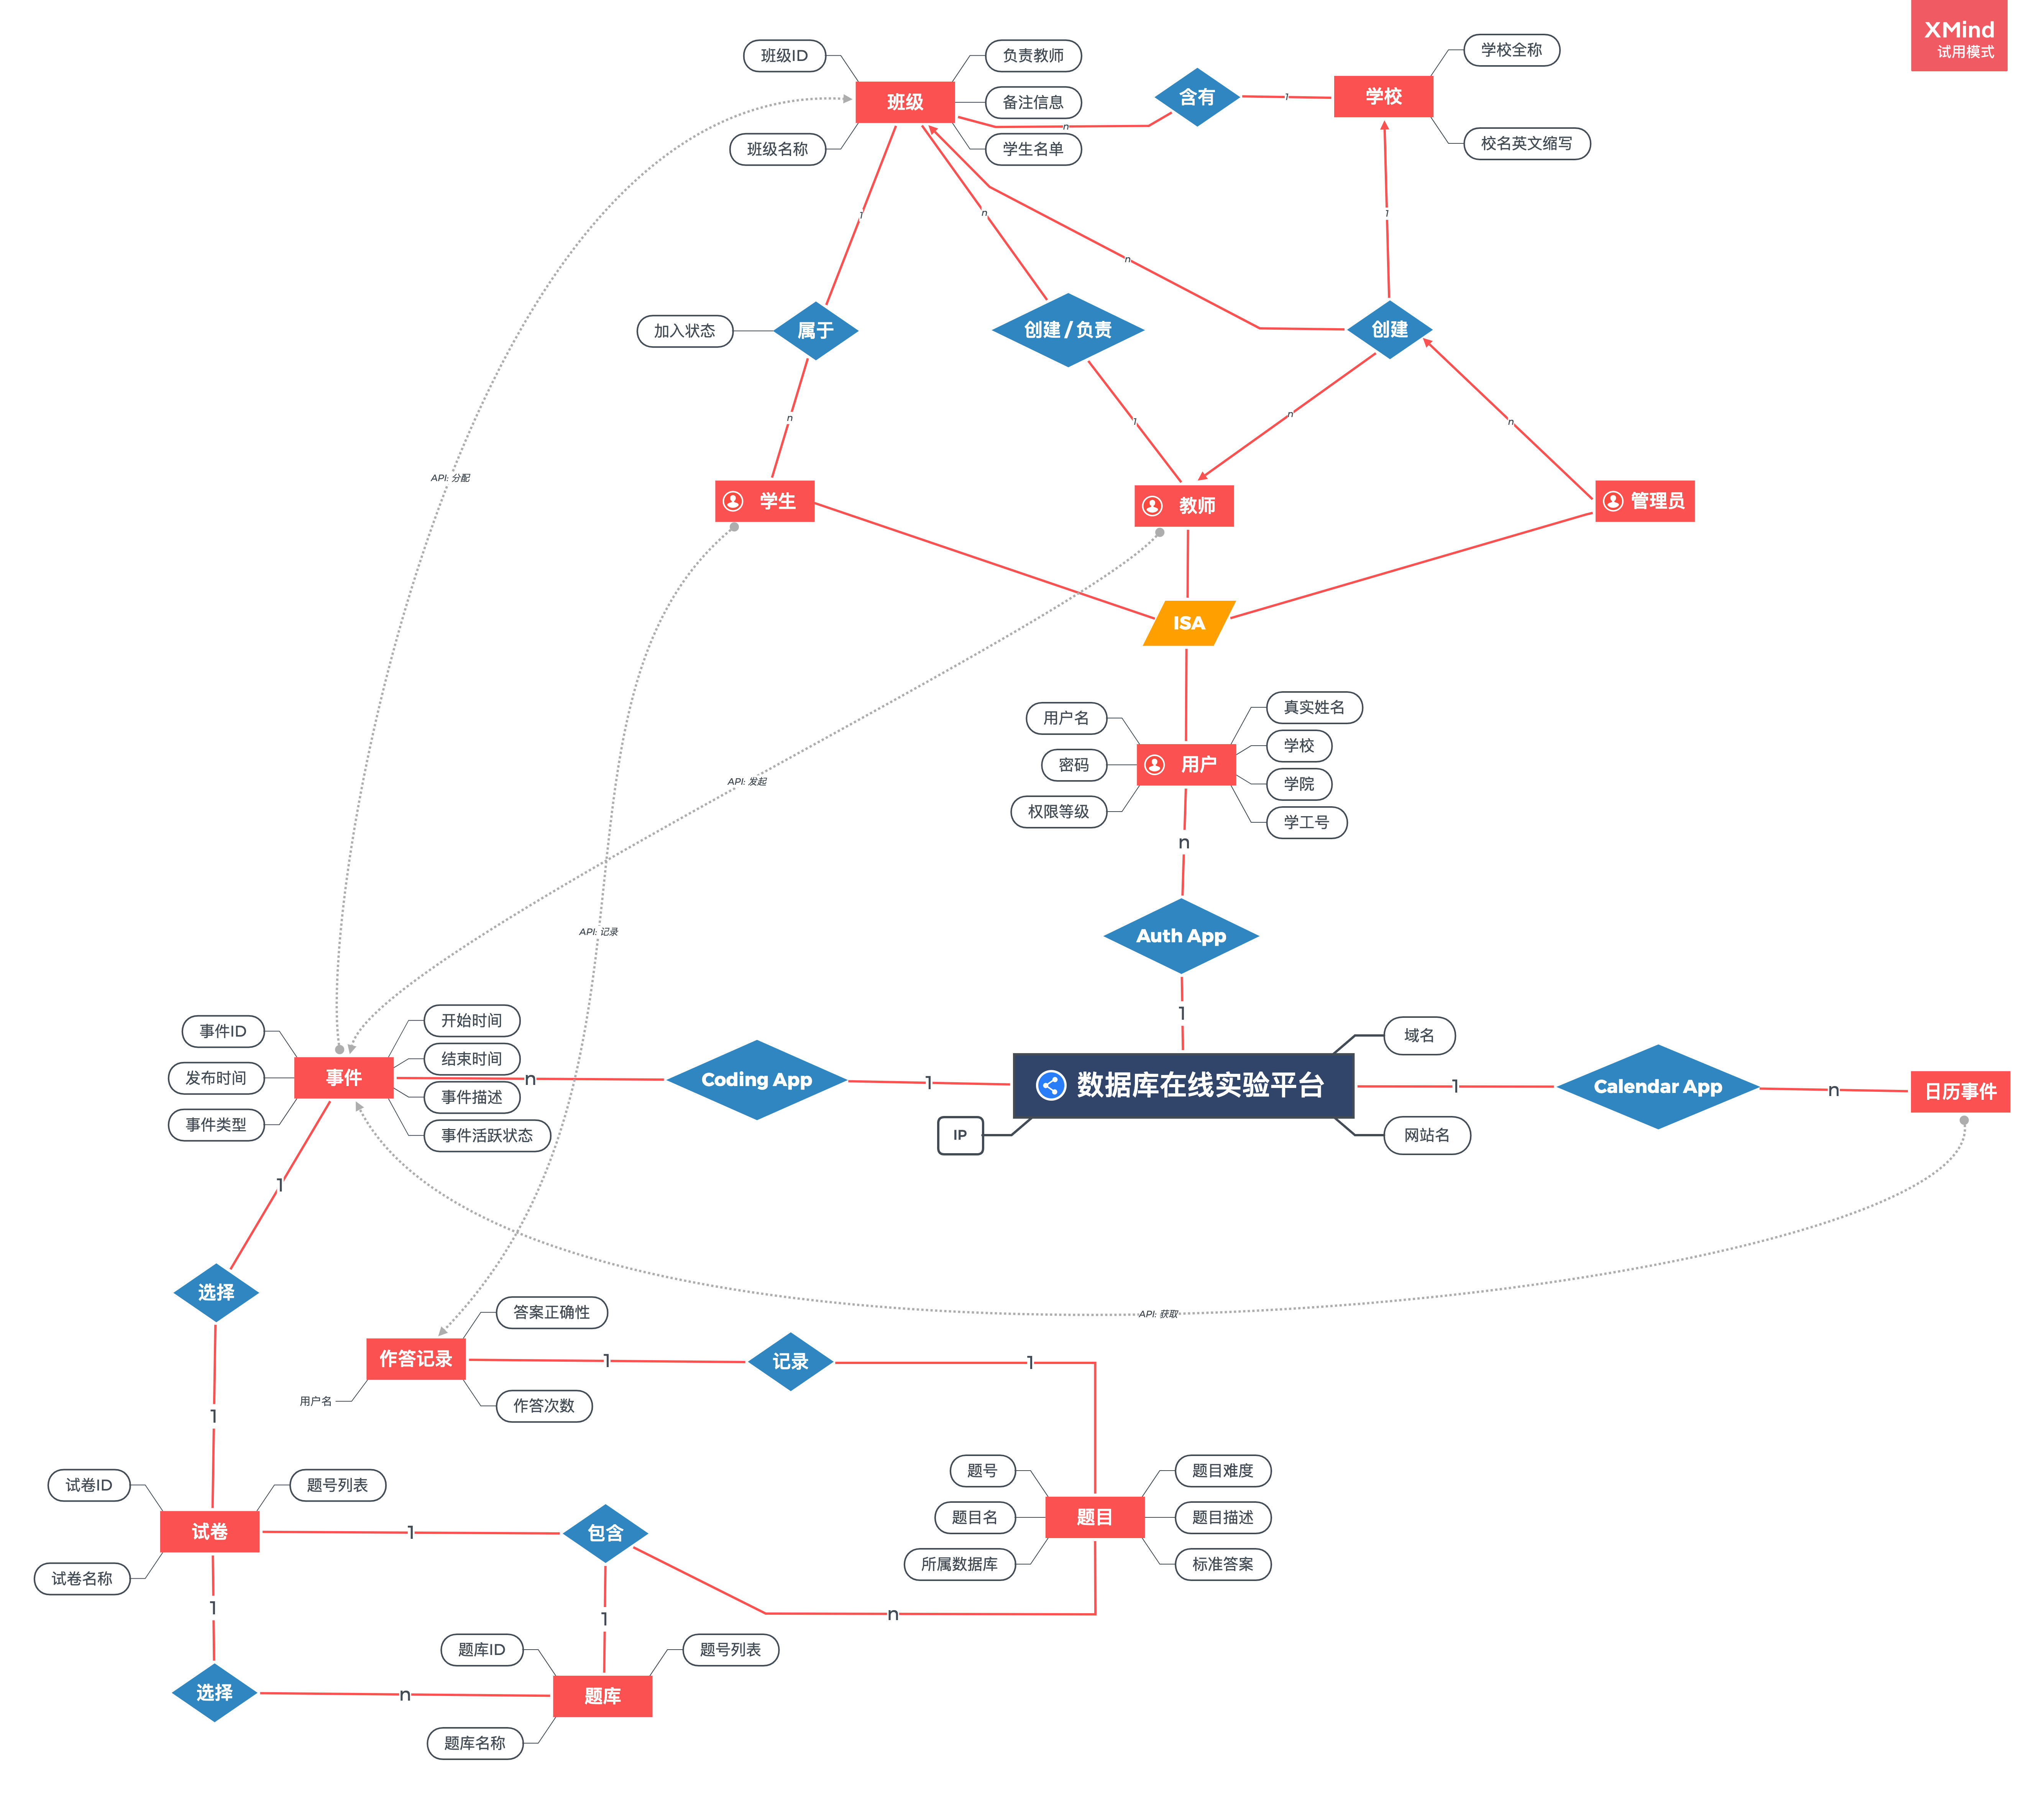 XMind
试用模式
班级ID
负责教师
学校全称
班级
备注信息
含有
1
学校
n
班级名称
学生名单
校名英文缩写
1
n
1
n
加入状态
属于
创建 / 负责
创建
n
1
n
n
API: 分配
学生
教师
管理员
ISA
用户名
真实姓名
学校
密码
用户
学院
权限等级
学工号
API: 发起
n
API: 记录
Auth App
1
事件ID
开始时间
域名
结束时间
发布时间
事件
n
Coding App
1
数据库在线实验平台
1
Calendar App
n
日历事件
事件描述
事件类型
事件活跃状态
IP
网站名
1
选择
API: 获取
答案正确性
作答记录
1
记录
1
用户名
作答次数
1
试卷ID
题号列表
题号
题目难度
试卷
1
包含
题目名
题目
题目描述
试卷名称
所属数据库
标准答案
1
1
n
题库ID
题号列表
选择
n
题库
题库名称